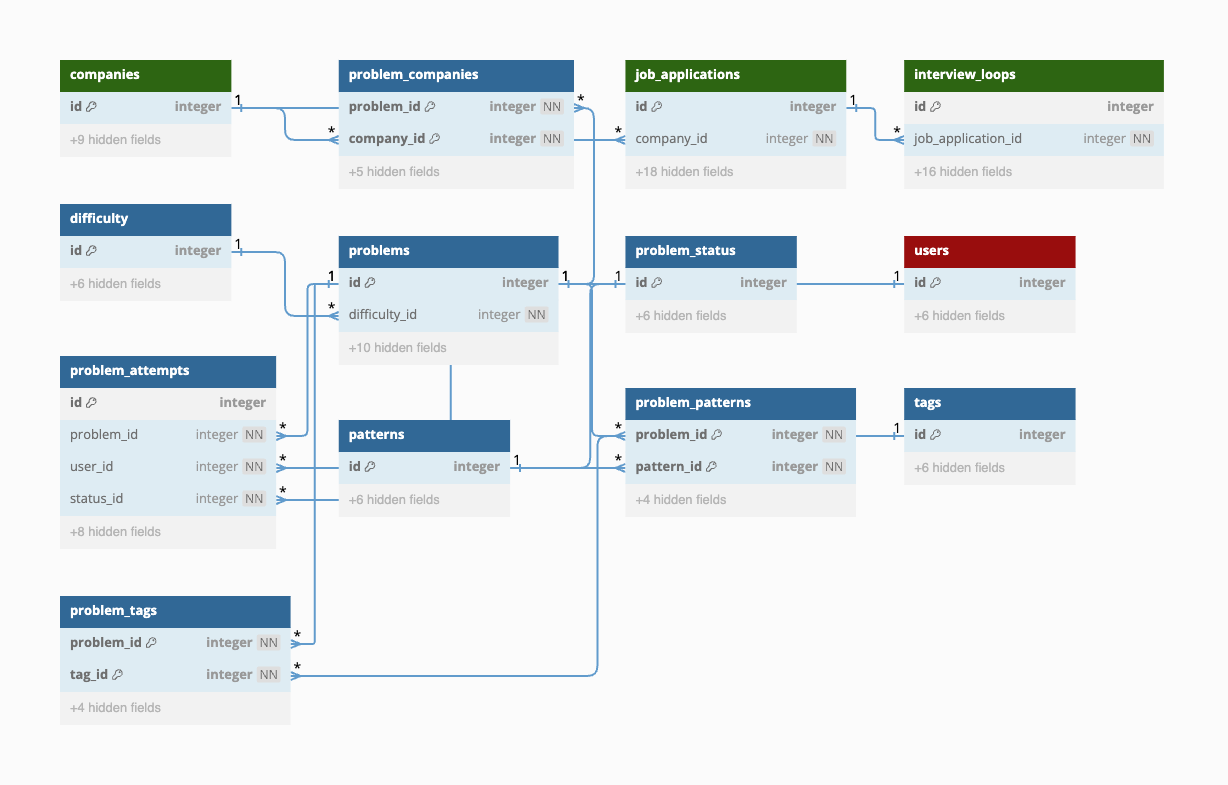 companies
id integer
+9 hidden fields
1
*
problem_companies
problem_id integer NN
company_id integer NN
+5 hidden fields
*
*
job_applications
id integer
company_id integer NN
+18 hidden fields
1
*
interview_loops
id integer
job_application_id integer NN
+16 hidden fields
difficulty
id integer
+6 hidden fields
1
1
*
problems
id integer
difficulty_id integer NN
+10 hidden fields
1
1
problem_status
id integer
+6 hidden fields
1
users
id integer
+6 hidden fields
problem_attempts
id integer
problem_id integer NN
user_id integer NN
status_id integer NN
+8 hidden fields
*
*
*
patterns
id integer
+6 hidden fields
1
*
*
problem_patterns
problem_id integer NN
pattern_id integer NN
+4 hidden fields
1
tags
id integer
+6 hidden fields
problem_tags
problem_id integer NN
tag_id integer NN
+4 hidden fields
*
*